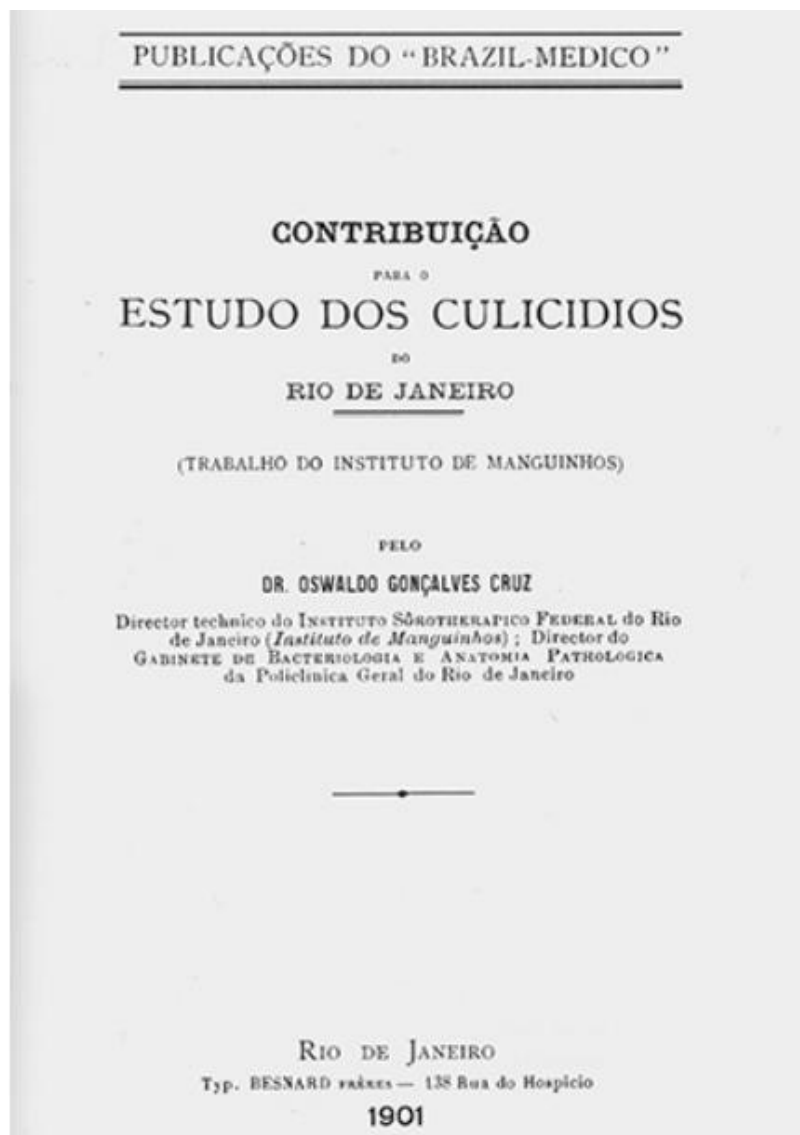 PUBLICAÇÕES DO “BRAZIL-MEDICO”
CONTRIBUIÇÃO
PARA O
ESTUDO DOS CULICIDIOS
DO
RIO DE JANEIRO
(TRABALHO DO INSTITUTO DE MANGUINHOS)
PELO
DR. OSWALDO GONÇALVES CRUZ
Director technico do INSTITUTO SÔROTHERAPICO FEDERAL do Rio
de Janeiro (Instituto de Manguinhos) ; Director do
GABINETE DE BACTERIOLOGIA E ANATOMIA PATHOLOGICA
da Policlinica Geral do Rio de Janeiro
RIO DE JANEIRO
Typ. BESNARD FRÈRES — 138 Rua do Hospicio
1901